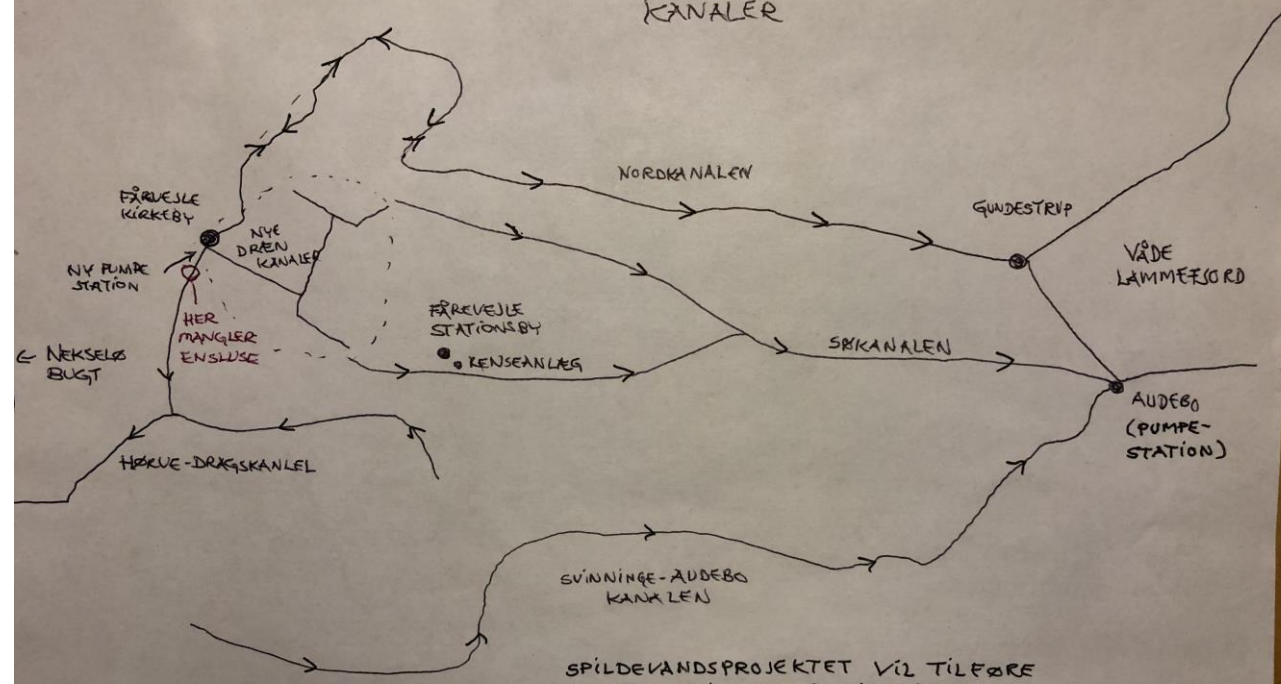 KANALER
NORDKANALEN
FÅRVEJLE
KIRKEBY
GUNDESTRUP
NYE
DRÆN
KANALER
VÅDE
LAMMEFJORD
NY PUMPE
STATION
FÅREVEJLE
STATIONSBY
HER
MANGLER
EN SLUSE
RENSEANLÆG
SØKANALEN
← NEKSELØ
BUGT
AUDEBO
(PUMPE-
STATION)
HØRVE-DRAGSKANLEL
SVINNINGE-AUDEBO
KANALEN
SPILDEVANDSPROJEKTET VIL TILFØRE